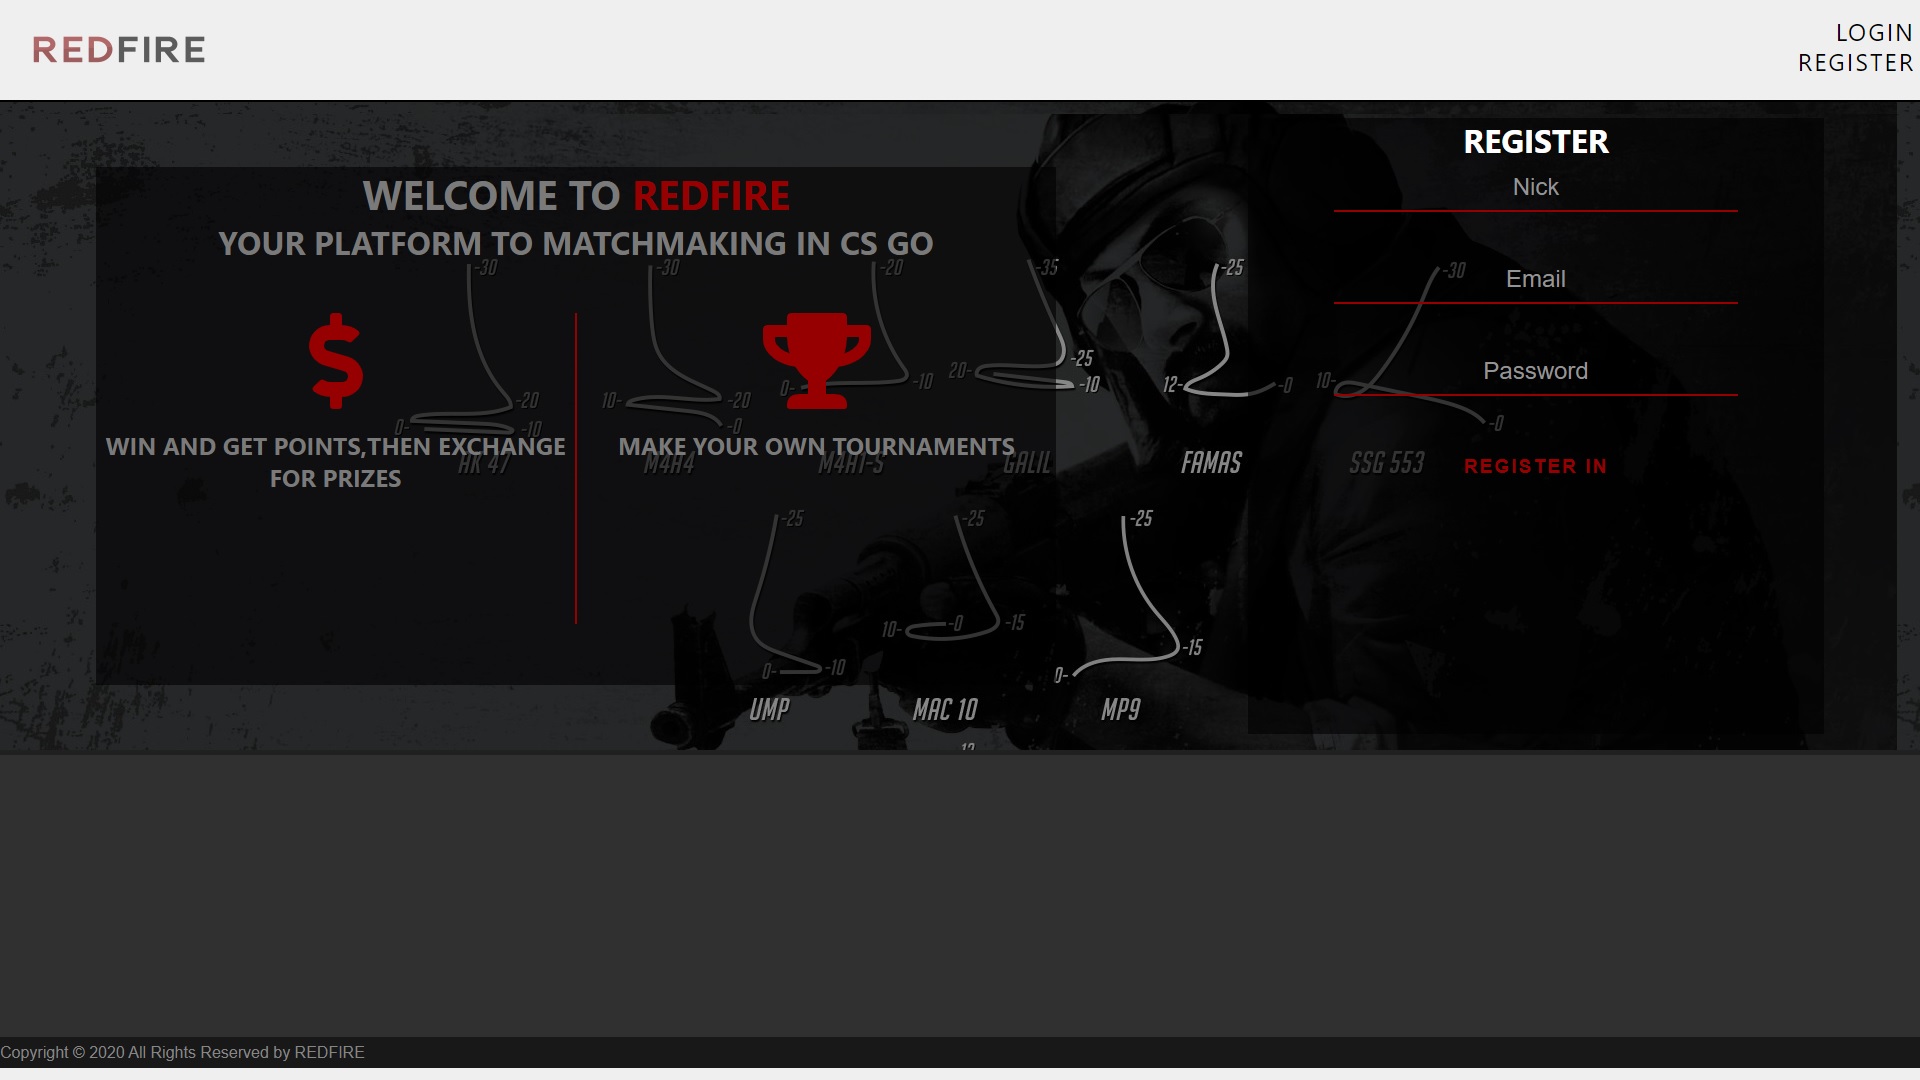 REDFIRE
LOGIN
REGISTER
WELCOME TO REDFIRE
YOUR PLATFORM TO MATCHMAKING IN CS GO
WIN AND GET POINTS,THEN EXCHANGE
FOR PRIZES
MAKE YOUR OWN TOURNAMENTS
REGISTER
Nick
Email
Password
REGISTER IN
-30
-20
0-
-10
AK 47
-30
10-
-20
-0
M4A4
-20
0-
-10
M4A1-S
-35
-25
20-
-10
GALIL
-25
12-
-0
FAMAS
-30
10-
-0
SSG 553
-25
0-
-10
UMP
-25
10-
-0
-15
MAC 10
-25
-15
0-
MP9
Copyright © 2020 All Rights Reserved by REDFIRE